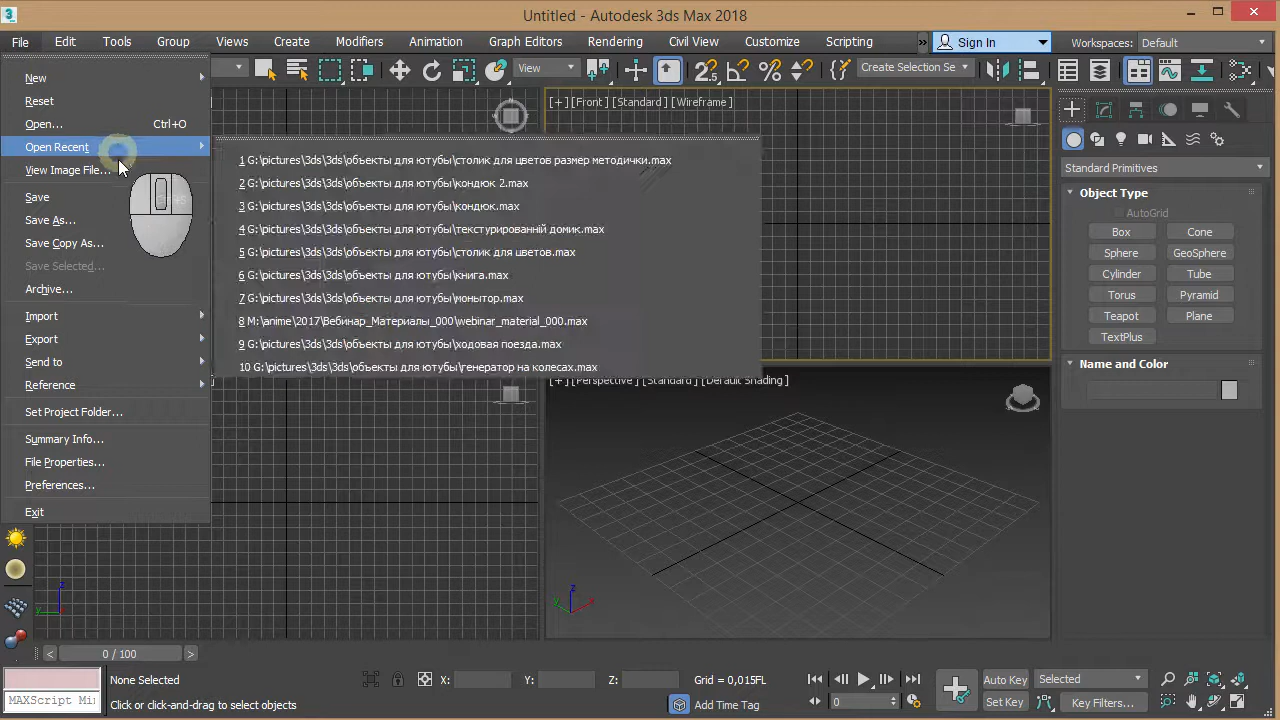 Untitled - Autodesk 3ds Max 2018
File Edit Tools Group Views Create Modifiers Animation Graph Editors Rendering Civil View Customize Scripting » Sign In Workspaces: Default
View Create Selection Se
New
Reset
Open... Ctrl+O
Open Recent
View Image File...
Save
Save As...
Save Copy As...
Save Selected...
Archive...
Import
Export
Send to
Reference
Set Project Folder...
Summary Info...
File Properties...
Preferences...
Exit
1 G:\pictures\3ds\3ds\объекты для ютубы\столик для цветов размер методички.max
2 G:\pictures\3ds\3ds\объекты для ютубы\кондюк 2.max
3 G:\pictures\3ds\3ds\объекты для ютубы\кондюк.max
4 G:\pictures\3ds\3ds\объекты для ютубы\текстурированній домик.max
5 G:\pictures\3ds\3ds\объекты для ютубы\столик для цветов.max
6 G:\pictures\3ds\3ds\объекты для ютубы\книга.max
7 G:\pictures\3ds\3ds\объекты для ютубы\монытор.max
8 M:\anime\2017\Вебинар_Материалы_000\webinar_material_000.max
9 G:\pictures\3ds\3ds\объекты для ютубы\ходовая поезда.max
10 G:\pictures\3ds\3ds\объекты для ютубы\генератор на колесах.max
[+] [Front] [Standard] [Wireframe]
[+] [Perspective] [Standard] [Default Shading]
Standard Primitives
Object Type
AutoGrid
Box Cone
Sphere GeoSphere
Cylinder Tube
Torus Pyramid
Teapot Plane
TextPlus
Name and Color
z
y
z
y
< 0 / 100 >
None Selected X: Y: Z: Grid = 0,015FL Auto Key Selected
MAXScript Min Click or click-and-drag to select objects Add Time Tag 0 Set Key Key Filters...